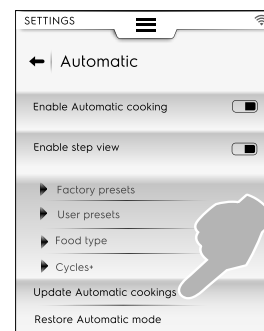 SETTINGS
Automatic
Enable Automatic cooking
Enable step view
Factory presets
User presets
Food type
Cycles+
Update Automatic cookings
Restore Automatic mode